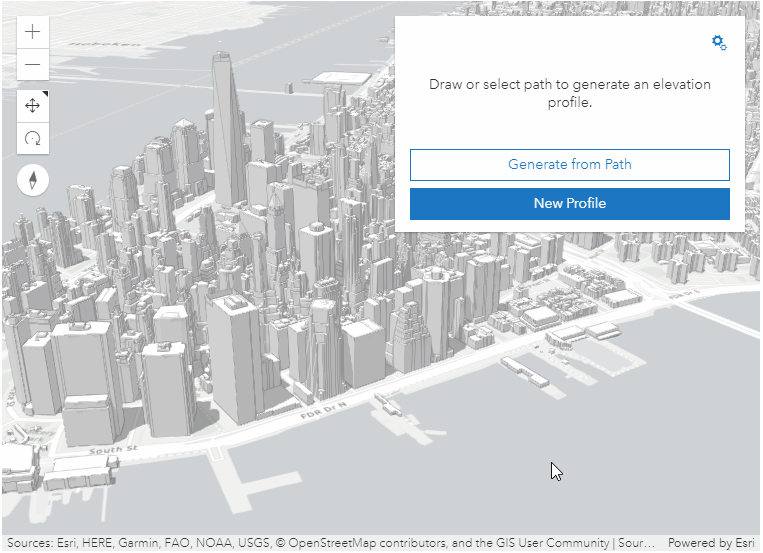 Hoboken
Draw or select path to generate an elevation
profile.
Generate from Path
New Profile
FDR Dr N
South St
Sources: Esri, HERE, Garmin, FAO, NOAA, USGS, © OpenStreetMap contributors, and the GIS User Community | Sour... Powered by Esri